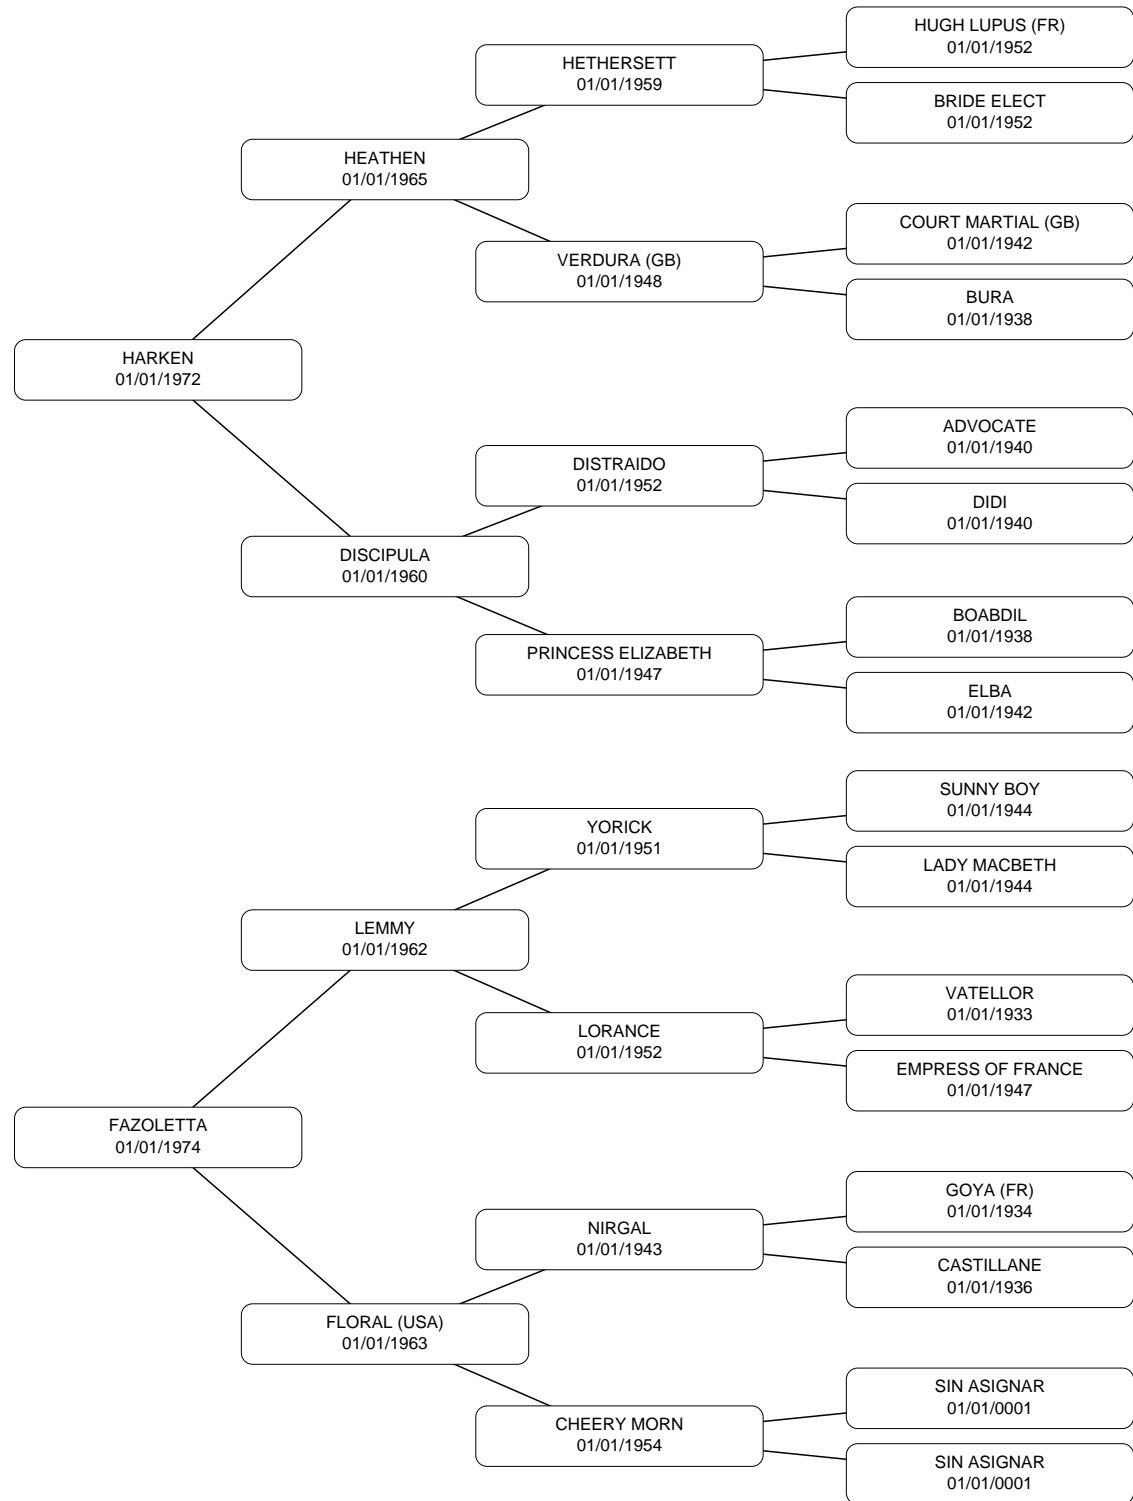 HUGH LUPUS (FR)
01/01/1952
HETHERSETT
01/01/1959
BRIDE ELECT
01/01/1952
HEATHEN
01/01/1965
COURT MARTIAL (GB)
01/01/1942
VERDURA (GB)
01/01/1948
BURA
01/01/1938
HARKEN
01/01/1972
ADVOCATE
01/01/1940
DISTRAIDO
01/01/1952
DIDI
01/01/1940
DISCIPULA
01/01/1960
BOABDIL
01/01/1938
PRINCESS ELIZABETH
01/01/1947
ELBA
01/01/1942
SUNNY BOY
01/01/1944
YORICK
01/01/1951
LADY MACBETH
01/01/1944
LEMMY
01/01/1962
VATELLOR
01/01/1933
LORANCE
01/01/1952
EMPRESS OF FRANCE
01/01/1947
FAZOLETTA
01/01/1974
GOYA (FR)
01/01/1934
NIRGAL
01/01/1943
CASTILLANE
01/01/1936
FLORAL (USA)
01/01/1963
SIN ASIGNAR
01/01/0001
CHEERY MORN
01/01/1954
SIN ASIGNAR
01/01/0001